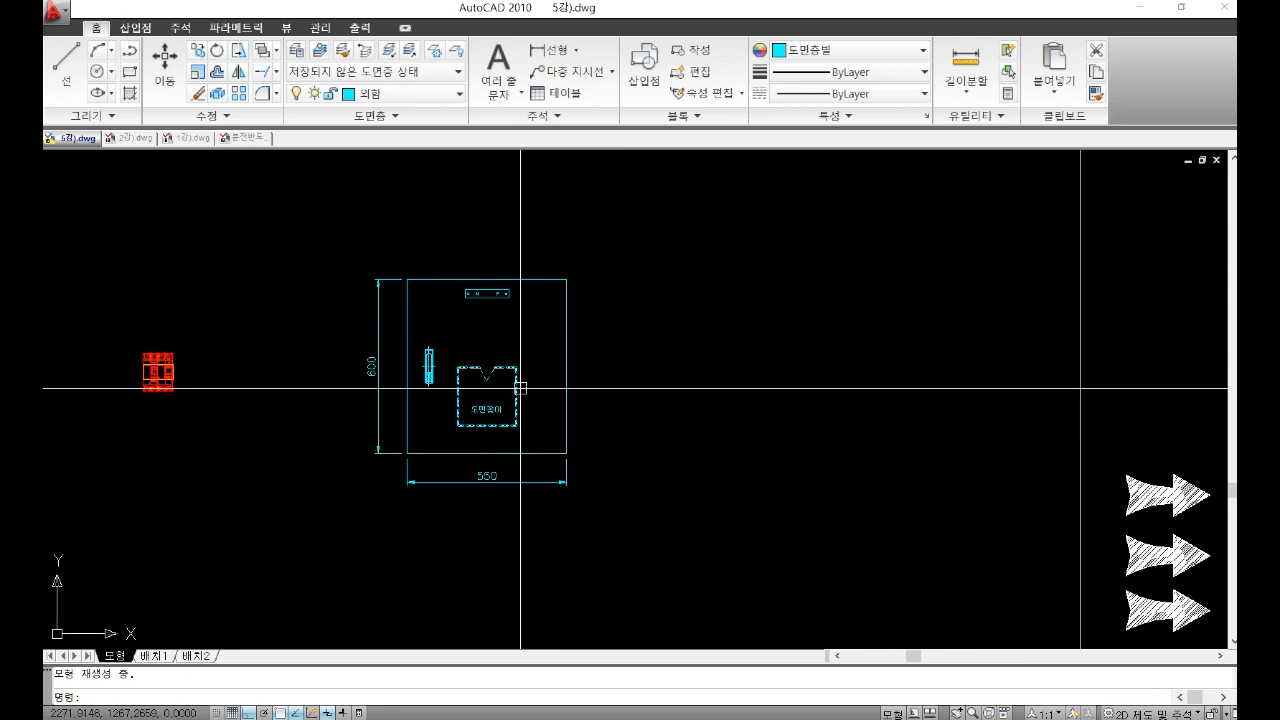 AutoCAD 2010 5강).dwg
홈 삽입점 주석 파라메트릭 뷰 관리 출력
선 이동 저장되지 않은 도면층 상태 외함
여러 줄 문자 선형 다중 지시선 테이블
삽입점 작성 편집 속성 편집
도면층별 ByLayer ByLayer
길이분할 붙여넣기
그리기 수정 도면층 주석 블록 특성 유틸리티 클립보드
5강).dwg 2강).dwg 1강).dwg 분전반도...
600
도면꽂이
550
Y
X
모형 배치1 배치2
모형 재생성 중.
명령:
2271,9146, 1267,2659, 0,0000 모형 1:1 2D 제도 및 주석